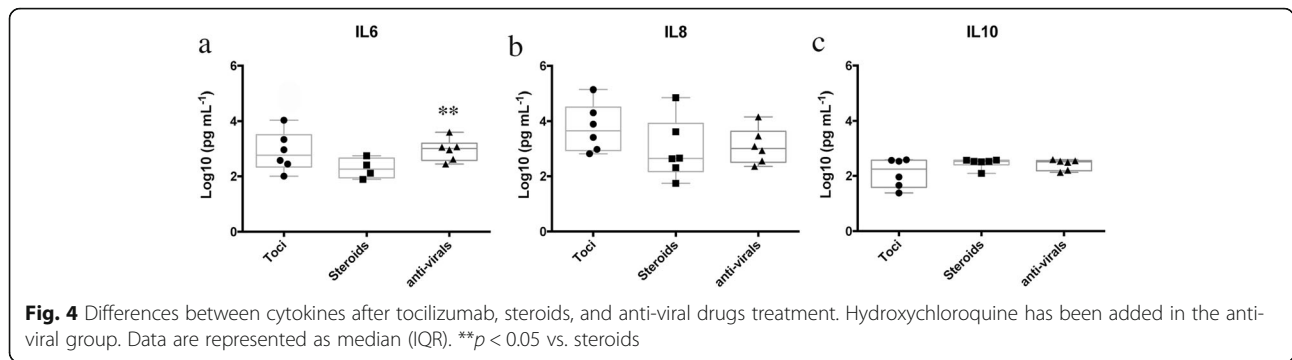 IL6
IL8
IL10
a
b
c
Log10 (pg mL⁻¹)
6
4
2
0
**
Toci
Steroids
anti-virals
Log10 (pg mL⁻¹)
6
4
2
0
Toci
Steroids
anti-virals
Log10 (pg mL⁻¹)
6
4
2
0
Toci
Steroids
anti-virals
Fig. 4 Differences between cytokines after tocilizumab, steroids, and anti-viral drugs treatment. Hydroxychloroquine has been added in the anti-
viral group. Data are represented as median (IQR). **p < 0.05 vs. steroids